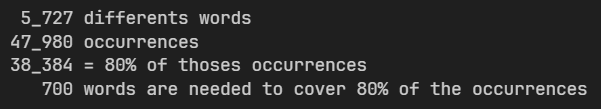 5_727 differents words
47_980 occurrences
38_384 = 80% of thoses occurrences
700 words are needed to cover 80% of the occurrences